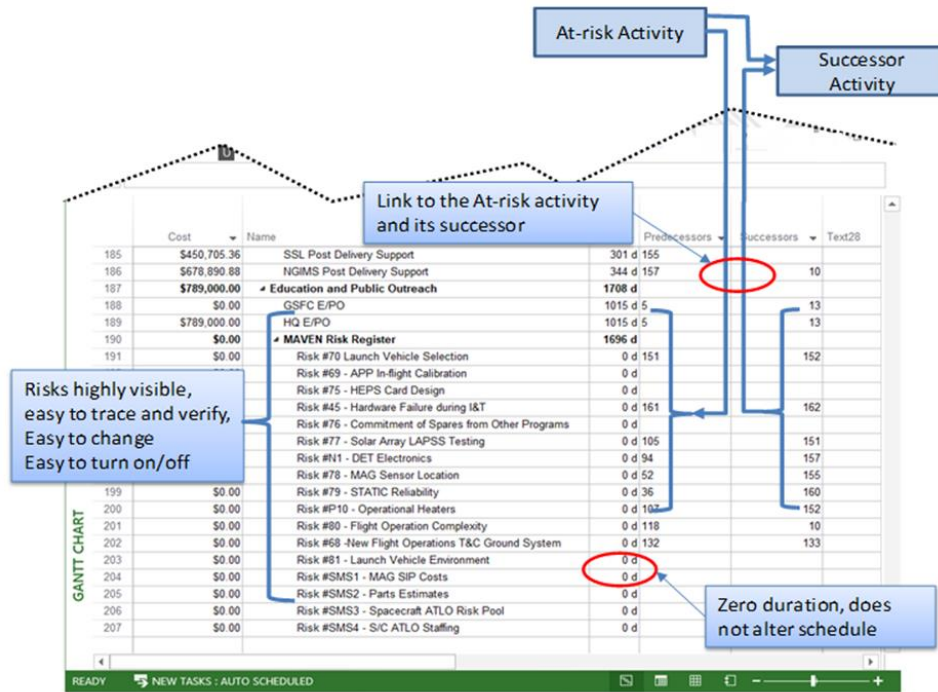 At-risk Activity
Successor
Activity
Link to the At-risk activity
and its successor
Cost Name Predecessors Successors Text28
185 $450,705.36 SSL Post Delivery Support 301 d 155
186 $678,890.88 NGIMS Post Delivery Support 344 d 157 10
187 $789,000.00 Education and Public Outreach 1708 d
188 $0.00 GSFC E/PO 1015 d 5 13
189 $789,000.00 HQ E/PO 1015 d 5 13
190 $0.00 MAVEN Risk Register 1696 d
191 $0.00 Risk #70 Launch Vehicle Selection 0 d 151 152
Risk #69 - APP In-flight Calibration 0 d
Risk #75 - HEPS Card Design 0 d
Risk #45 - Hardware Failure during I&T 0 d 161 162
Risk #76 - Commitment of Spares from Other Programs 0 d
Risk #77 - Solar Array LAPSS Testing 0 d 105 151
Risk #N1 - DET Electronics 0 d 94 157
Risk #78 - MAG Sensor Location 0 d 52 155
199 $0.00 Risk #79 - STATIC Reliability 0 d 36 160
200 $0.00 Risk #P10 - Operational Heaters 0 d 107 152
201 $0.00 Risk #80 - Flight Operation Complexity 0 d 118 10
202 $0.00 Risk #68 -New Flight Operations T&C Ground System 0 d 132 133
203 $0.00 Risk #81 - Launch Vehicle Environment 0 d
204 $0.00 Risk #SMS1 - MAG SIP Costs 0 d
205 $0.00 Risk #SMS2 - Parts Estimates 0 d
206 $0.00 Risk #SMS3 - Spacecraft ATLO Risk Pool 0 d
207 $0.00 Risk #SMS4 - S/C ATLO Staffing 0 d
Risks highly visible,
easy to trace and verify,
Easy to change
Easy to turn on/off
Zero duration, does
not alter schedule
GANTT CHART
READY NEW TASKS : AUTO SCHEDULED